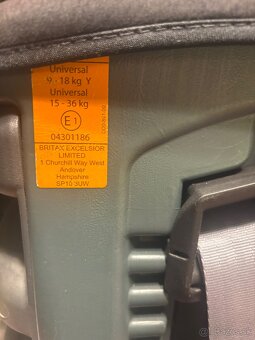 Universal
9 - 18 kg Y
Universal
15 - 36 kg
E1
04301186
BRITAX EXCELSIOR
LIMITED
1 Churchill Way West
Andover
Hampshire
SP10 3UW